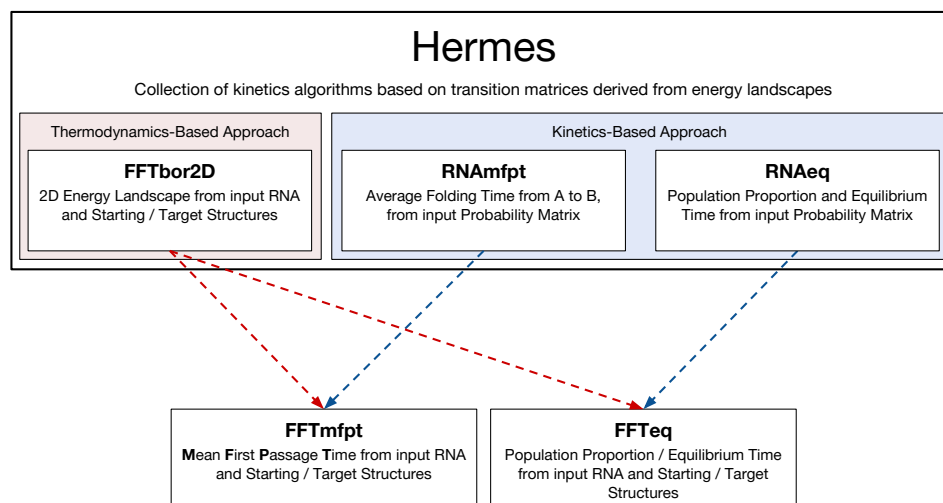 Hermes
Collection of kinetics algorithms based on transition matrices derived from energy landscapes
Thermodynamics-Based Approach
FFTbor2D
2D Energy Landscape from input RNA
and Starting / Target Structures
Kinetics-Based Approach
RNAmfpt
Average Folding Time from A to B,
from input Probability Matrix
RNAeq
Population Proportion and Equilibrium
Time from input Probability Matrix
FFTmfpt
Mean First Passage Time from input RNA
and Starting / Target Structures
FFTeq
Population Proportion / Equilibrium Time
from input RNA and Starting / Target
Structures